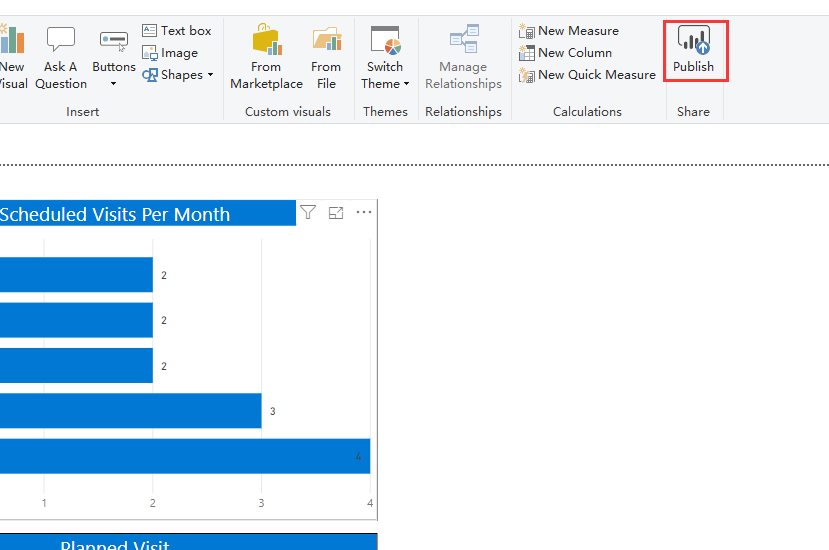 New
Visual
Ask A
Question
Buttons
Text box
Image
Shapes
Insert
From
Marketplace
From
File
Custom visuals
Switch
Theme
Themes
Manage
Relationships
Relationships
New Measure
New Column
New Quick Measure
Calculations
Publish
Share
Scheduled Visits Per Month
2
2
2
3
4
1 2 3 4
Planned Visit